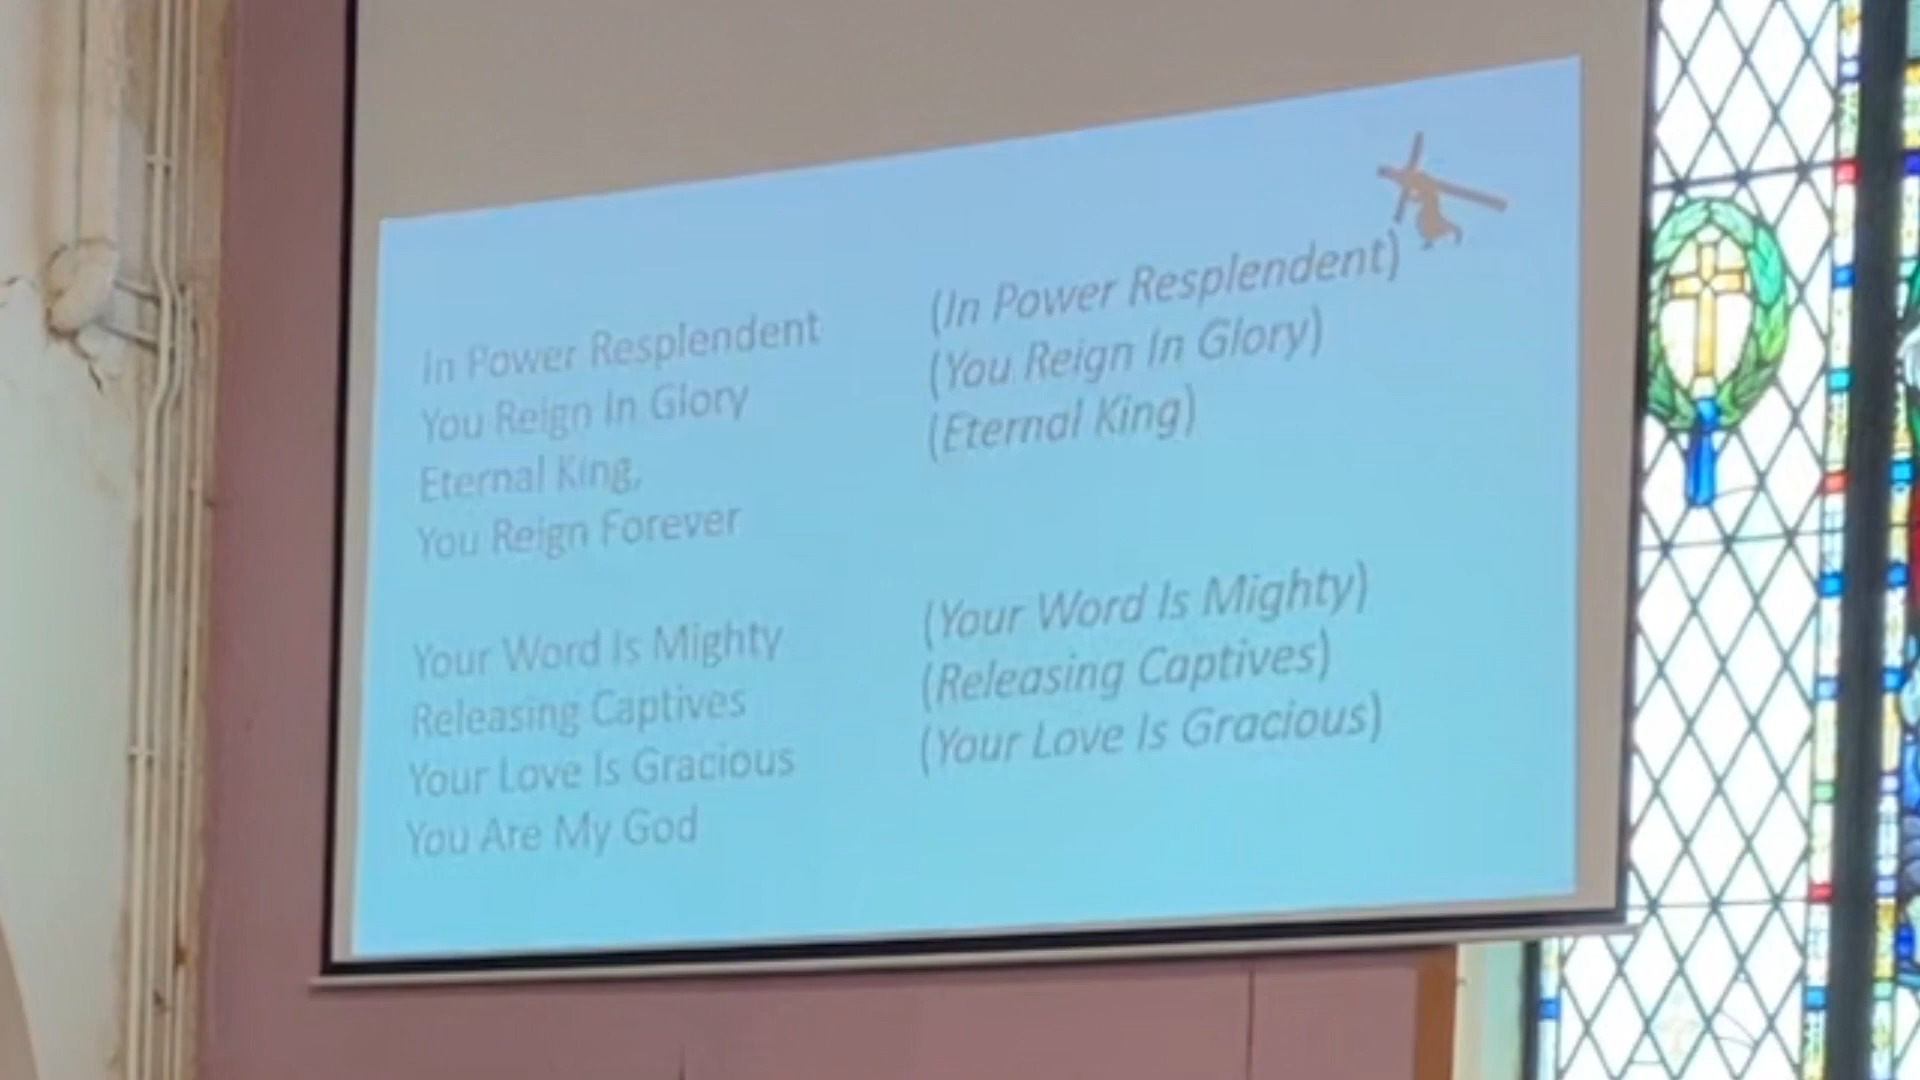 In Power Resplendent
You Reign In Glory
Eternal King,
You Reign Forever
Your Word Is Mighty
Releasing Captives
Your Love Is Gracious
You Are My God
(In Power Resplendent)
(You Reign In Glory)
(Eternal King)
(Your Word Is Mighty)
(Releasing Captives)
(Your Love Is Gracious)